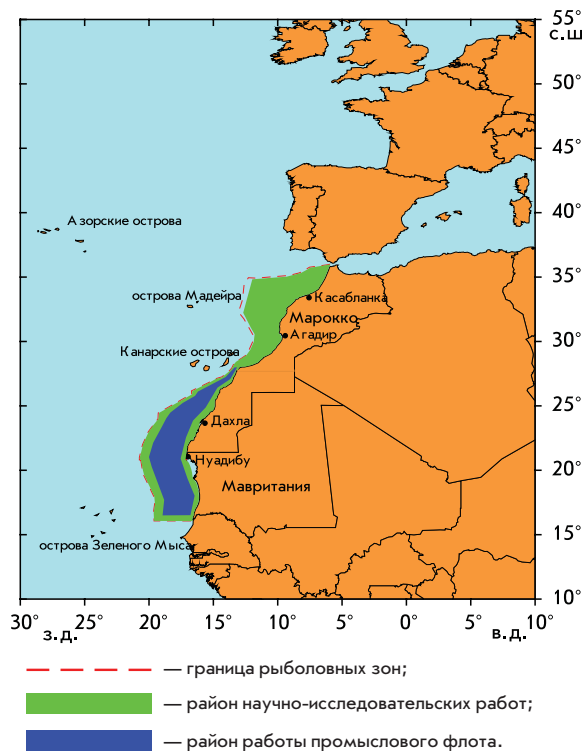 55°
с.ш
50°
45°
40°
35°
30°
25°
20°
15°
10°
Азорские острова
острова Мадейра
Касабланка
Марокко
Агадир
Канарские острова
Дахла
Нуадибу
Мавритания
острова Зеленого Мыса
30° 25° 20° 15° 10° 5° 0° 5° 10°
з.д. в.д.
— граница рыболовных зон;
— район научно-исследовательских работ;
— район работы промыслового флота.